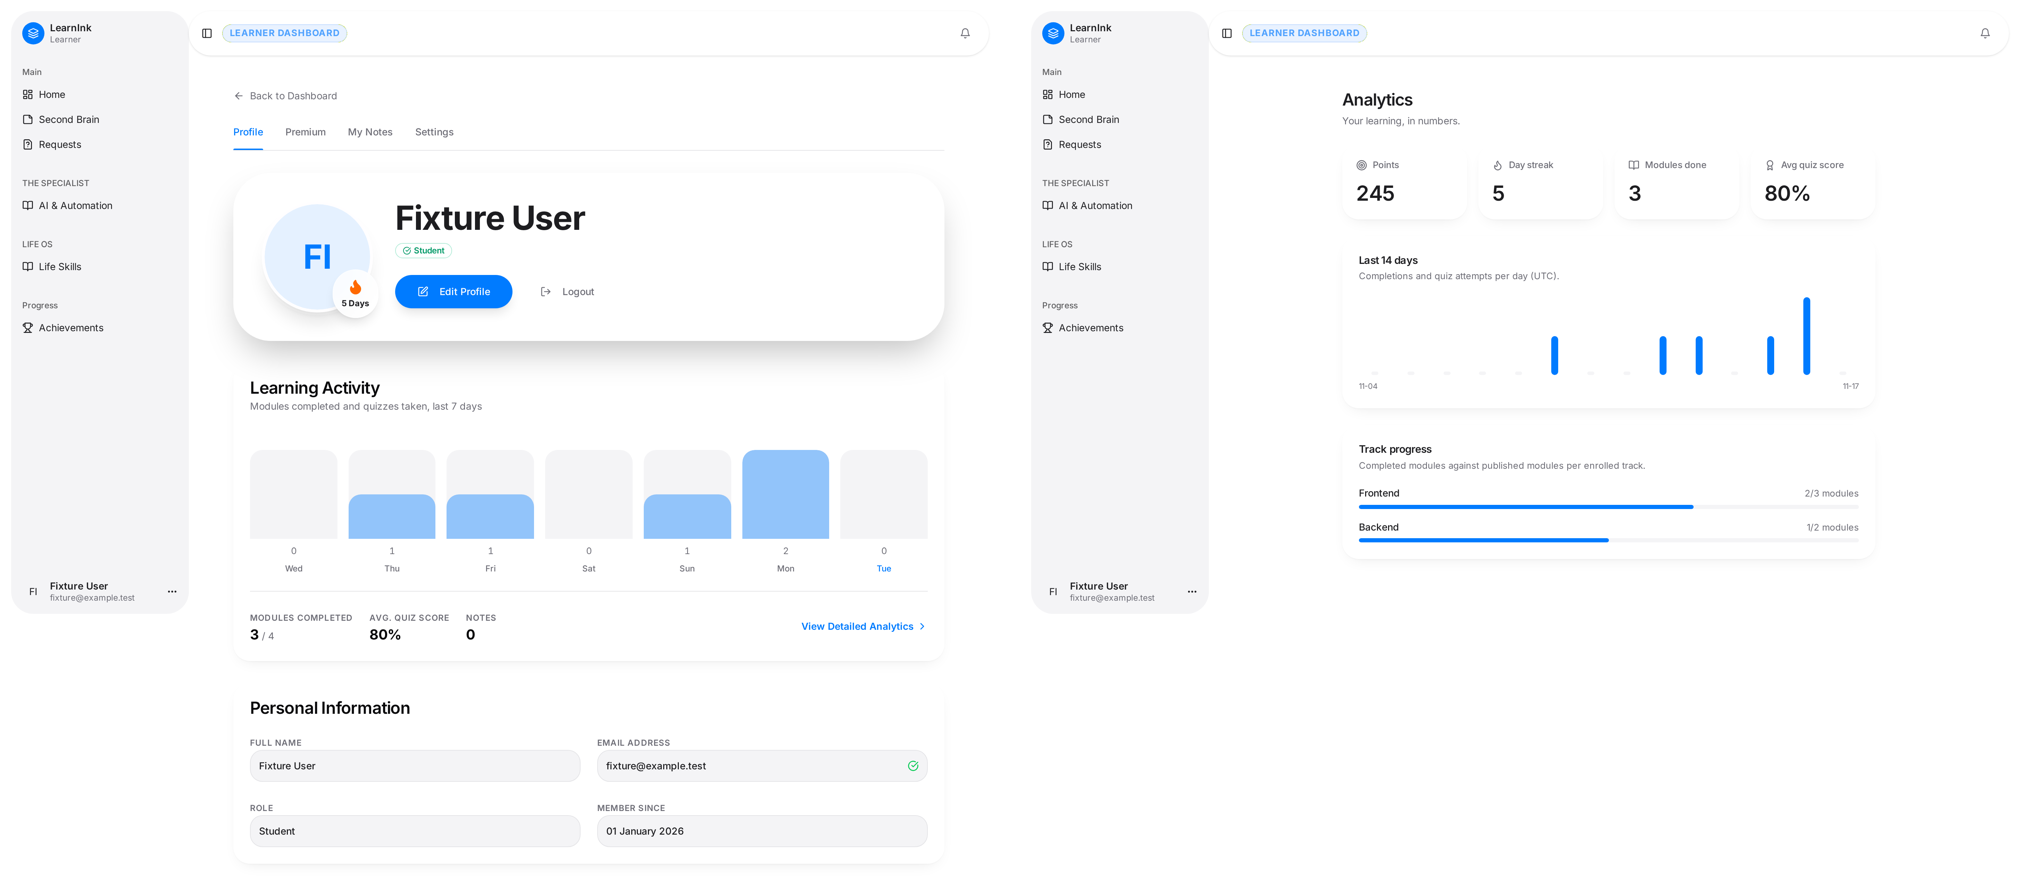 LearnInk
Learner
Main
Home
Second Brain
Requests
THE SPECIALIST
AI & Automation
LIFE OS
Life Skills
Progress
Achievements
FI
Fixture User
fixture@example.test
LEARNER DASHBOARD
Back to Dashboard
Profile Premium My Notes Settings
FI
5 Days
Fixture User
Student
Edit Profile Logout
Learning Activity
Modules completed and quizzes taken, last 7 days
0 1 1 0 1 2 0
Wed Thu Fri Sat Sun Mon Tue
MODULES COMPLETED AVG. QUIZ SCORE NOTES
3 / 4 80% 0
View Detailed Analytics
Personal Information
FULL NAME EMAIL ADDRESS
Fixture User fixture@example.test
ROLE MEMBER SINCE
Student 01 January 2026
LearnInk
Learner
Main
Home
Second Brain
Requests
THE SPECIALIST
AI & Automation
LIFE OS
Life Skills
Progress
Achievements
FI
Fixture User
fixture@example.test
LEARNER DASHBOARD
Analytics
Your learning, in numbers.
Points Day streak Modules done Avg quiz score
245 5 3 80%
Last 14 days
Completions and quiz attempts per day (UTC).
11-04 11-17
Track progress
Completed modules against published modules per enrolled track.
Frontend 2/3 modules
Backend 1/2 modules